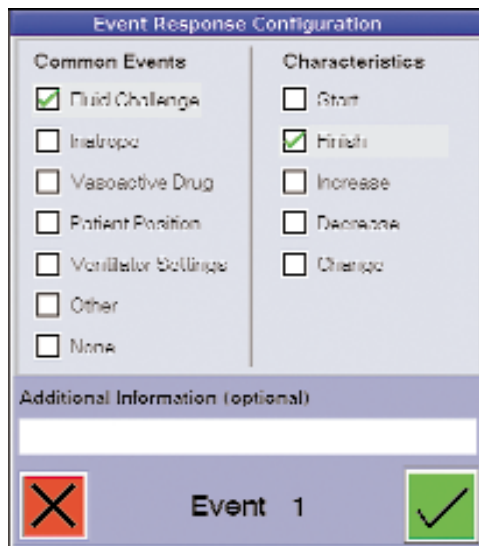 Event Response Configuration
Common Events
Fluid Challenge
Inotrope
Vasoactive Drug
Patient Position
Ventilator Settings
Other
None
Characteristics
Start
Finish
Increase
Decrease
Change
Additional Information (optional)
Event 1